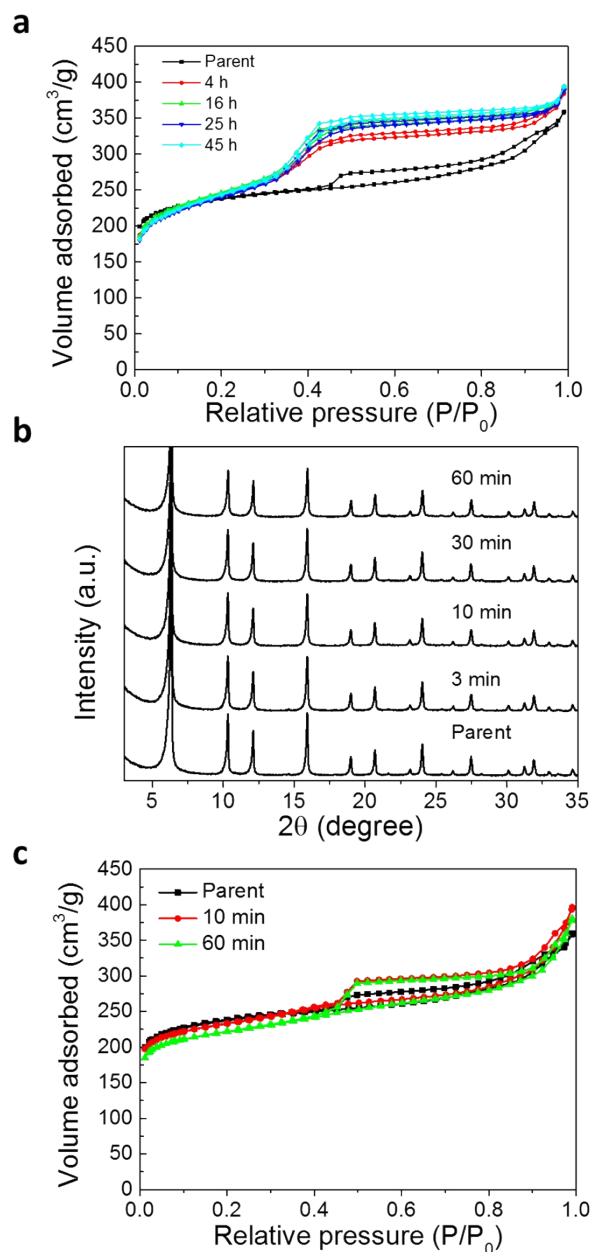 a
450
400
350
300
250
200
150
100
50
0
Volume adsorbed (cm³/g)
Parent
4 h
16 h
25 h
45 h
0.0 0.2 0.4 0.6 0.8 1.0
Relative pressure (P/P₀)
b
Intensity (a.u.)
60 min
30 min
10 min
3 min
Parent
5 10 15 20 25 30 35
2θ (degree)
c
450
400
350
300
250
200
150
100
50
0
Volume adsorbed (cm³/g)
Parent
10 min
60 min
0.0 0.2 0.4 0.6 0.8 1.0
Relative pressure (P/P₀)